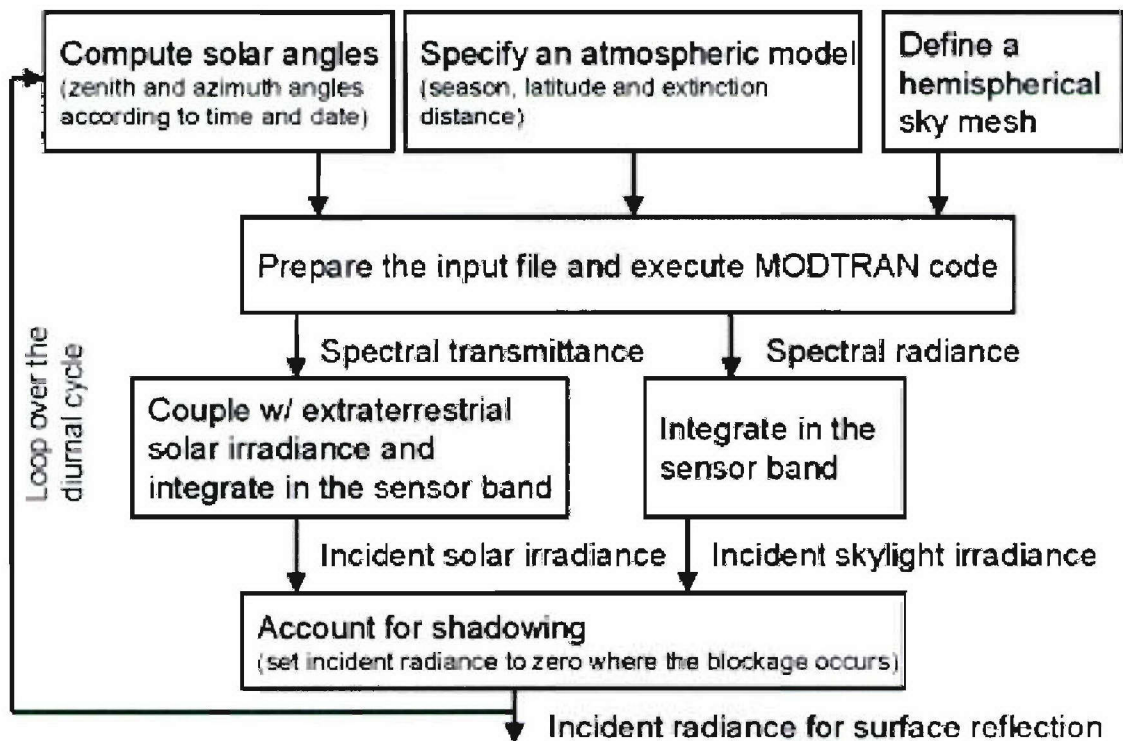 Compute solar angles
(zenith and azimuth angles
according to time and date)
Specify an atmospheric model
(season, latitude and extinction
distance)
Define a
hemispherical
sky mesh
Prepare the input file and execute MODTRAN code
Spectral transmittance
Spectral radiance
Loop over the
diurnal cycle
Couple w/ extraterrestrial
solar irradiance and
integrate in the sensor band
Integrate in the
sensor band
Incident solar irradiance
Incident skylight irradiance
Account for shadowing
(set incident radiance to zero where the blockage occurs)
Incident radiance for surface reflection